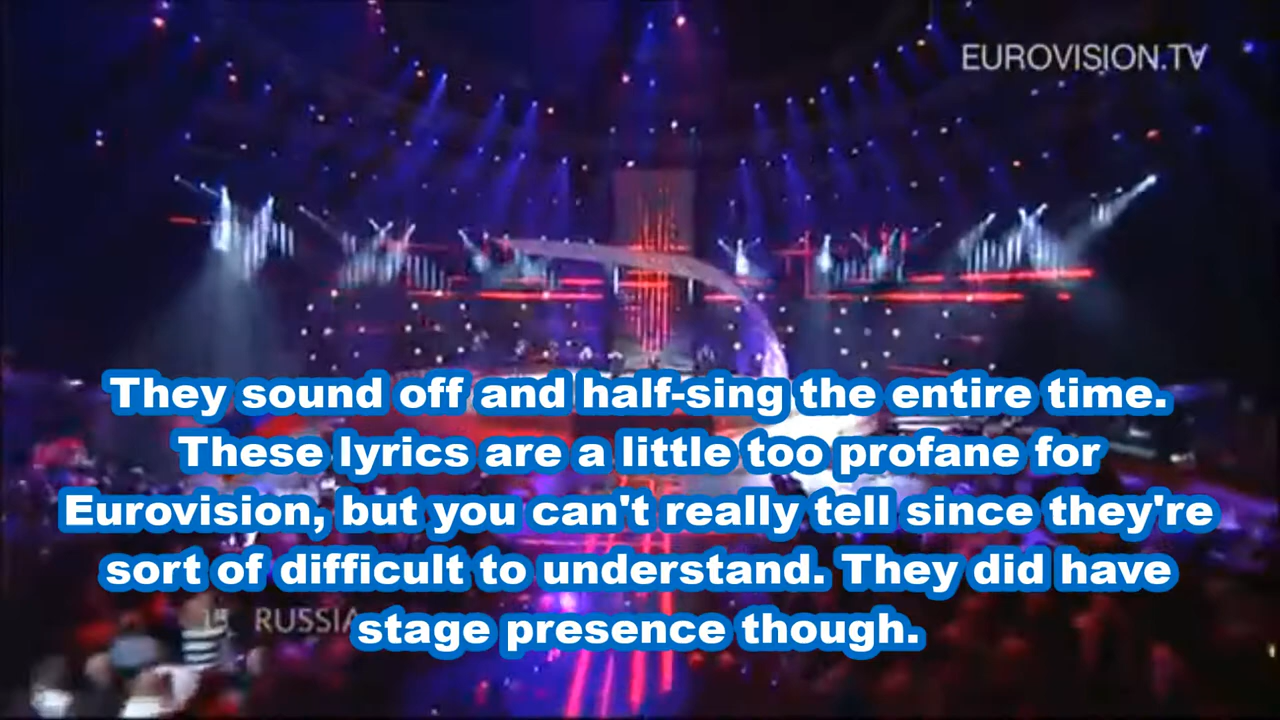 EUROVISION.TV
They sound off and half-sing the entire time.
These lyrics are a little too profane for
Eurovision, but you can't really tell since they're
sort of difficult to understand. They did have
RUSSIA
stage presence though.